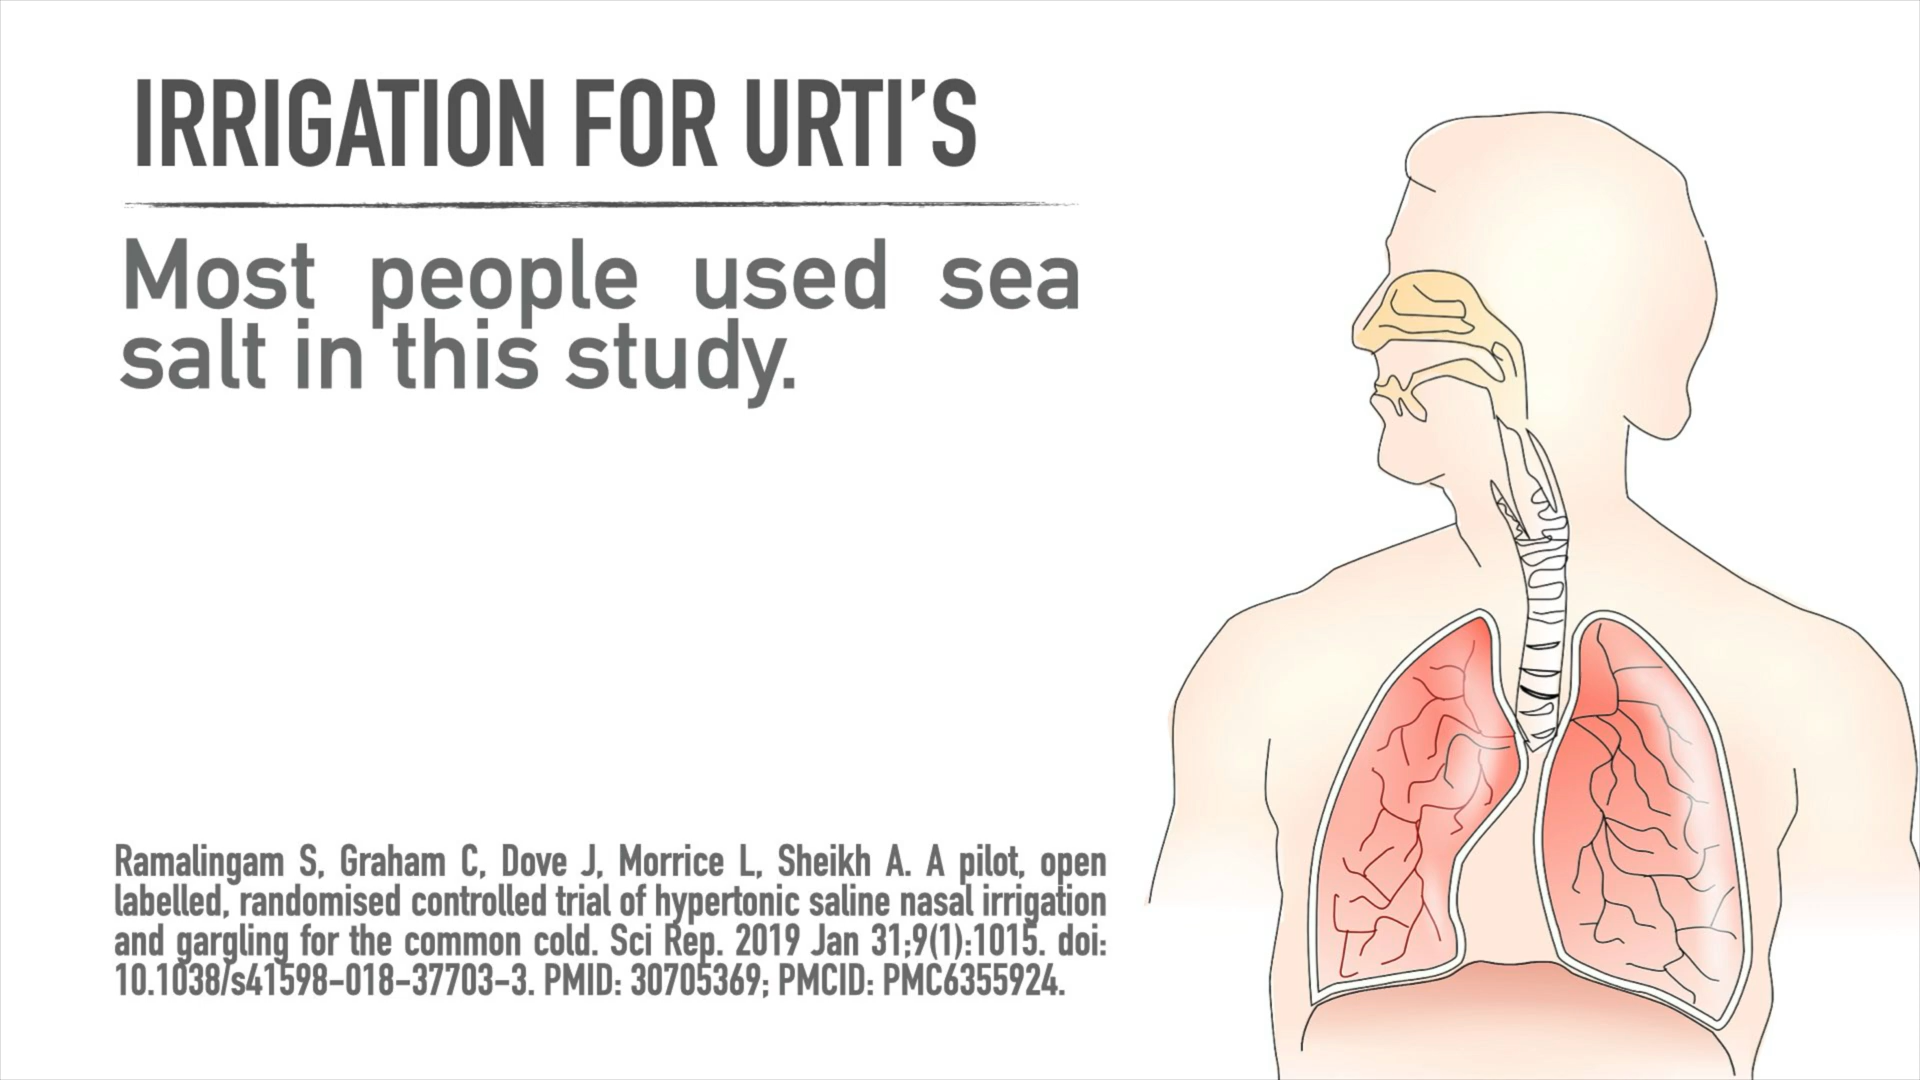 IRRIGATION FOR URTI’S
Most people used sea
salt in this study.
Ramalingam S, Graham C, Dove J, Morrice L, Sheikh A. A pilot, open
labelled, randomised controlled trial of hypertonic saline nasal irrigation
and gargling for the common cold. Sci Rep. 2019 Jan 31;9(1):1015. doi:
10.1038/s41598-018-37703-3. PMID: 30705369; PMCID: PMC6355924.